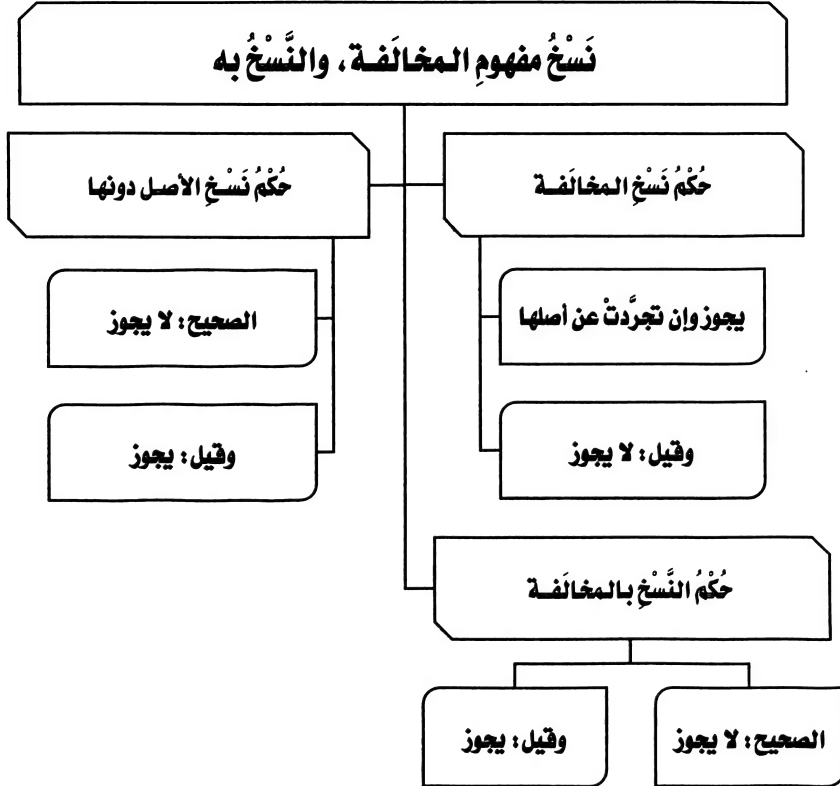 نَسْخُ مفهومِ المخالَفة، والنَّسْخُ به
حُكْمُ نَسْخِ المخالَفة
يجوز وإن تجرَّدتْ عن أصلها
وقيل: لا يجوز
حُكْمُ نَسْخِ الأصل دونها
الصحيح: لا يجوز
وقيل: يجوز
حُكْمُ النَّسْخِ بالمخالَفة
الصحيح: لا يجوز
وقيل: يجوز